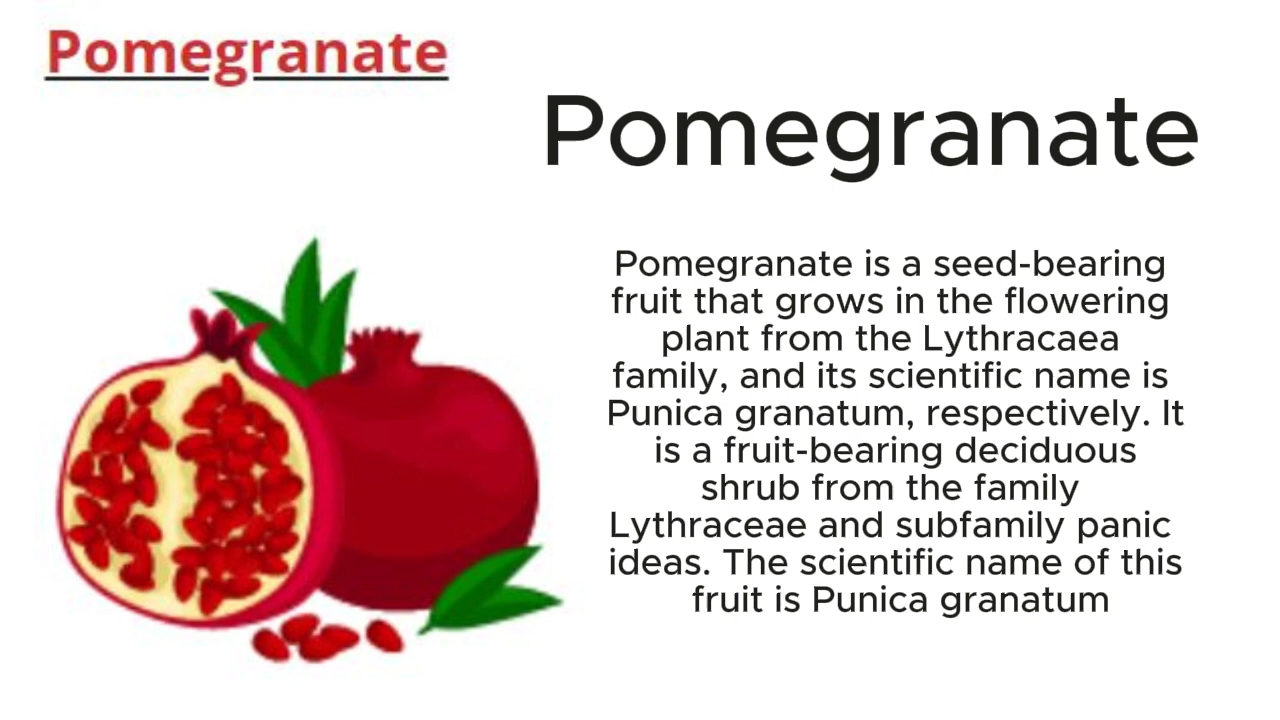 Pomegranate
Pomegranate
Pomegranate is a seed-bearing
fruit that grows in the flowering
plant from the Lythracaea
family, and its scientific name is
Punica granatum, respectively. It
is a fruit-bearing deciduous
shrub from the family
Lythraceae and subfamily panic
ideas. The scientific name of this
fruit is Punica granatum